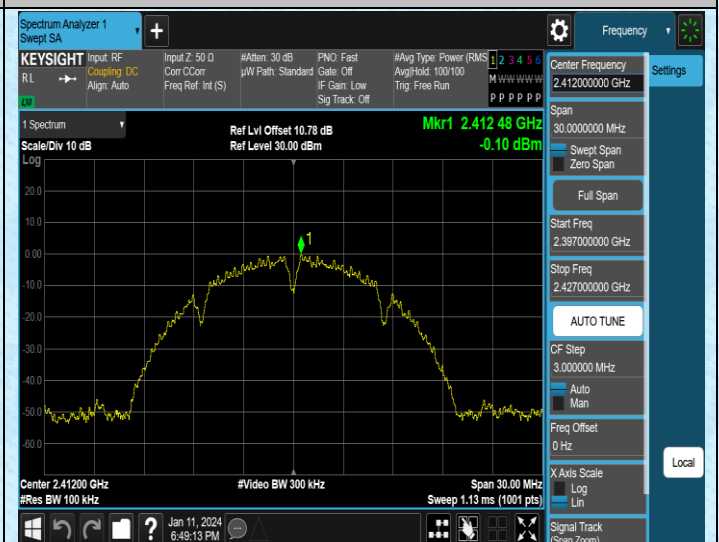 Spectrum Analyzer 1
Swept SA
Frequency
KEYSIGHT
RL
LXI
Input: RF
Coupling: DC
Align: Auto
Input Z: 50 Ω
Corr CCorr
Freq Ref: Int (S)
#Atten: 30 dB
µW Path: Standard
PNO: Fast
Gate: Off
IF Gain: Low
Sig Track: Off
#Avg Type: Power (RMS
Avg|Hold: 100/100
Trig: Free Run
1 2 3 4 5 6
M W W W W W
P P P P P P
1 Spectrum
Scale/Div 10 dB
Log
Ref Lvl Offset 10.78 dB
Ref Level 30.00 dBm
Mkr1 2.412 48 GHz
-0.10 dBm
20.0
10.0
0.00
-10.0
-20.0
-30.0
-40.0
-50.0
-60.0
1
Center 2.41200 GHz
#Res BW 100 kHz
#Video BW 300 kHz
Span 30.00 MHz
Sweep 1.13 ms (1001 pts)
Center Frequency
2.412000000 GHz
Settings
Span
30.0000000 MHz
Swept Span
Zero Span
Full Span
Start Freq
2.397000000 GHz
Stop Freq
2.427000000 GHz
AUTO TUNE
CF Step
3.000000 MHz
Auto
Man
Freq Offset
0 Hz
X Axis Scale
Log
Lin
Local
Signal Track
(Span Zoom)
?
Jan 11, 2024
6:49:13 PM